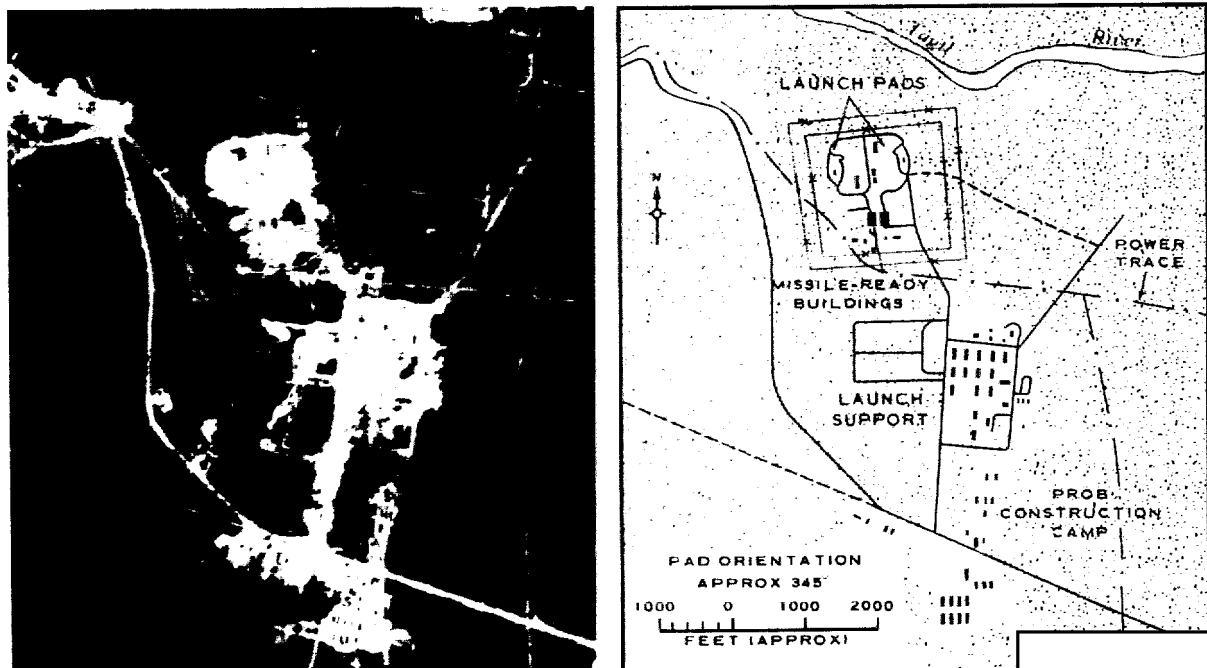 Tagil River
LAUNCH PADS
N
POWER
TRACE
MISSILE-READY
BUILDINGS
LAUNCH
SUPPORT
PROB
CONSTRUCTION
CAMP
PAD ORIENTATION
APPROX 345°
1000 0 1000 2000
FEET (APPROX)